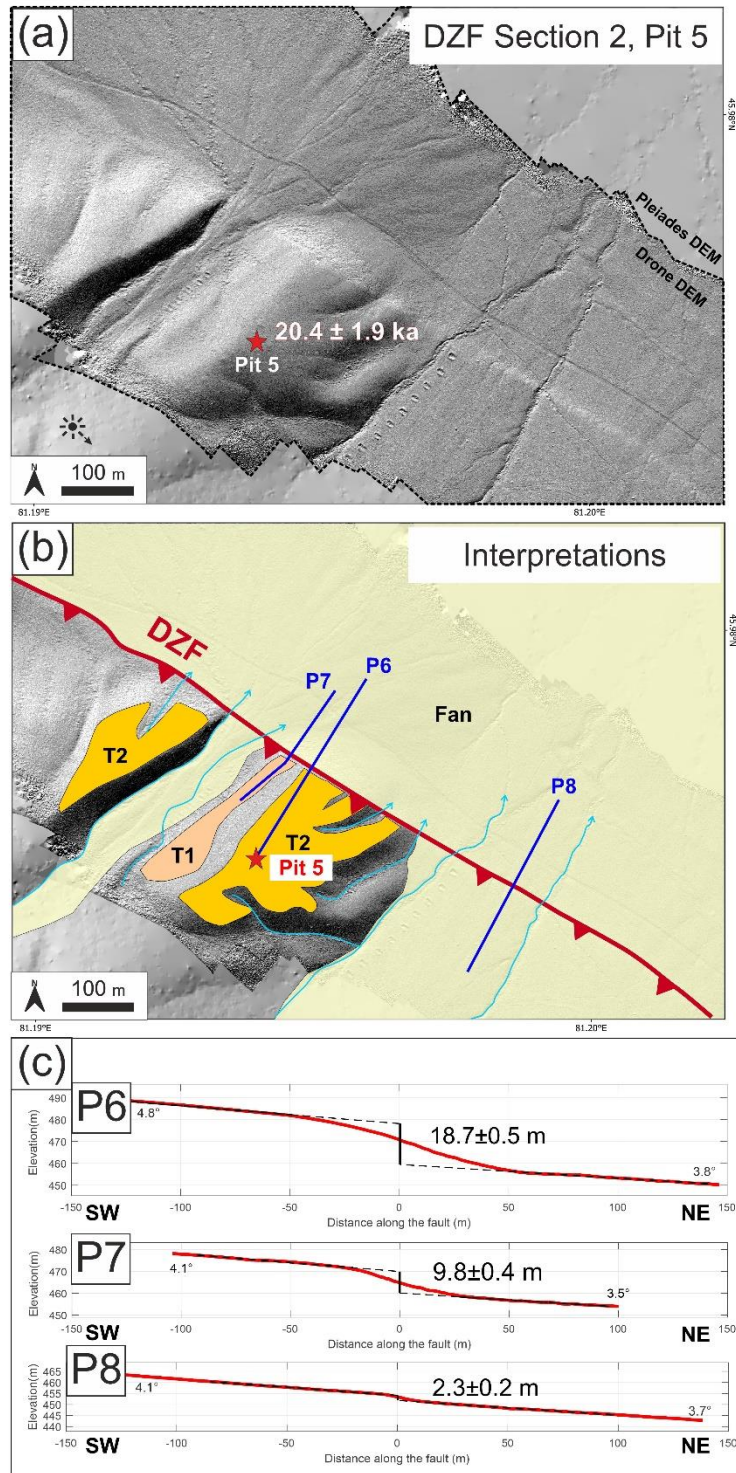 (a)
DZF Section 2, Pit 5
45.98°N
Pleiades DEM
Drone DEM
20.4 ± 1.9 ka
Pit 5
N
100 m
81.19°E
81.20°E
(b)
Interpretations
45.98°N
DZF
P7
P6
Fan
P8
T2
T1
T2
Pit 5
N
100 m
81.19°E
81.20°E
(c)
P6
Elevation(m)
490
480
470
460
450
4.8°
18.7±0.5 m
3.8°
-150 -100 -50 0 50 100 150
SW
Distance along the fault (m)
NE
P7
Elevation(m)
480
470
460
450
4.1°
9.8±0.4 m
3.5°
-150 -100 -50 0 50 100 150
SW
Distance along the fault (m)
NE
P8
Elevation(m)
465
460
455
450
445
440
4.1°
2.3±0.2 m
3.7°
-150 -100 -50 0 50 100 150
SW
Distance along the fault (m)
NE